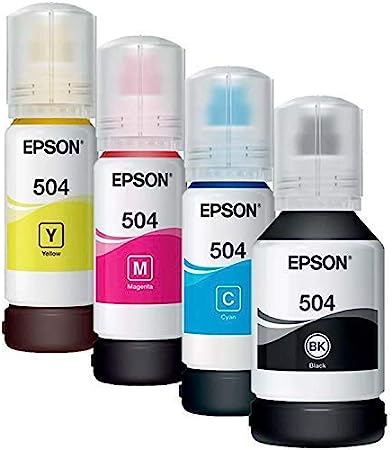 EPSON®
504
Y
Yellow
EPSON®
504
M
Magenta
EPSON®
504
C
Cyan
EPSON®
504
BK
Black